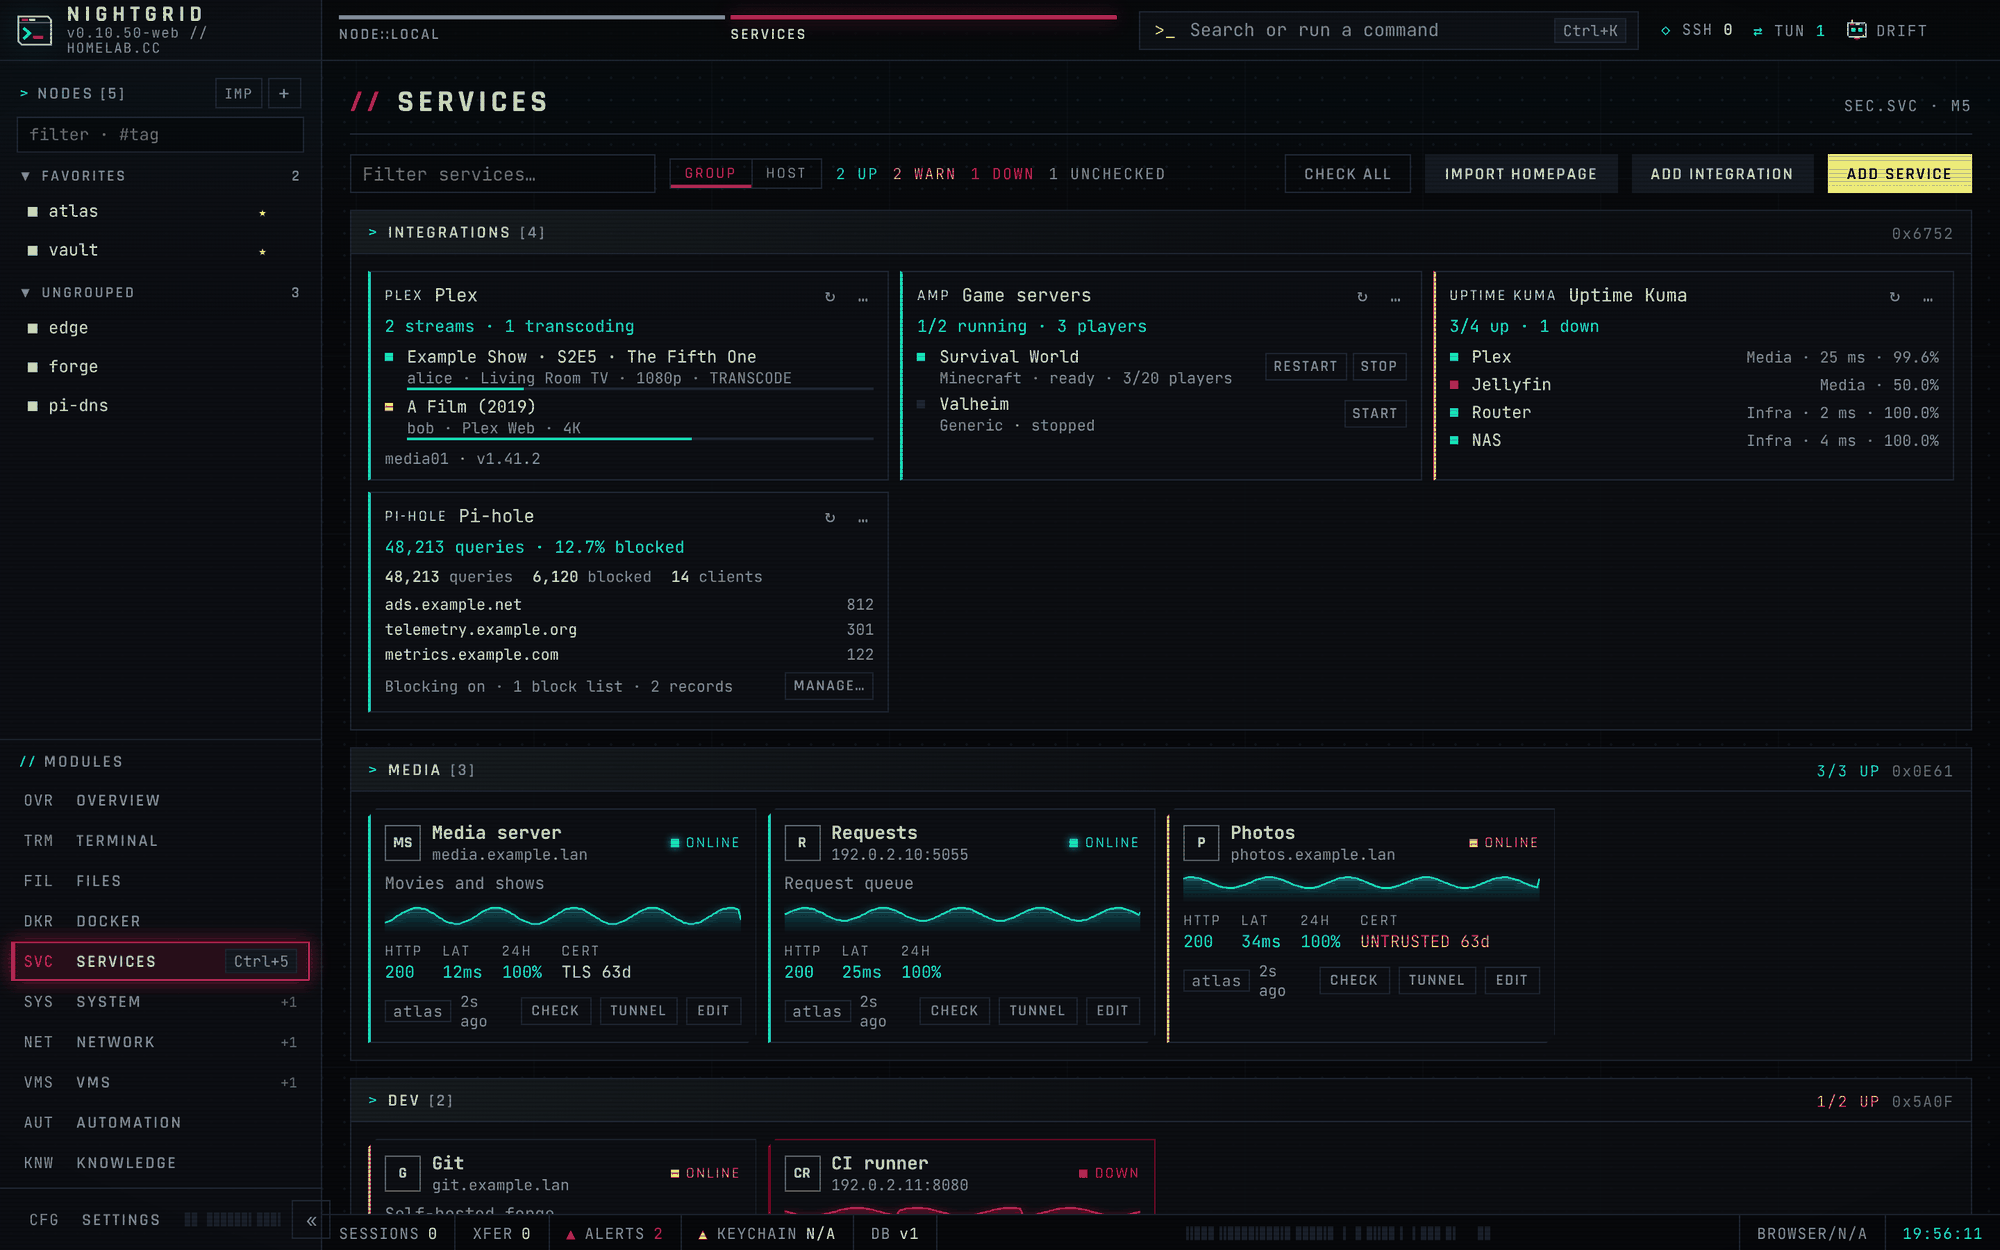 NIGHTGRID
v0.10.50-web //
HOMELAB.CC
NODE::LOCAL
SERVICES
>_ Search or run a command Ctrl+K
◇ SSH 0
⇄ TUN 1
DRIFT
> NODES [5] IMP +
filter · #tag
▼ FAVORITES 2
atlas ★
vault ★
▼ UNGROUPED 3
edge
forge
pi-dns
// MODULES
OVR OVERVIEW
TRM TERMINAL
FIL FILES
DKR DOCKER
SVC SERVICES Ctrl+5
SYS SYSTEM +1
NET NETWORK +1
VMS VMS +1
AUT AUTOMATION
KNW KNOWLEDGE
CFG SETTINGS «
// SERVICES
SEC.SVC · M5
Filter services…
GROUP HOST
2 UP 2 WARN 1 DOWN 1 UNCHECKED
CHECK ALL IMPORT HOMEPAGE ADD INTEGRATION ADD SERVICE
> INTEGRATIONS [4] 0x6752
PLEX Plex ↻ …
2 streams · 1 transcoding
Example Show · S2E5 · The Fifth One
alice · Living Room TV · 1080p · TRANSCODE
A Film (2019)
bob · Plex Web · 4K
media01 · v1.41.2
AMP Game servers ↻ …
1/2 running · 3 players
Survival World
Minecraft · ready · 3/20 players
RESTART STOP
Valheim
Generic · stopped
START
UPTIME KUMA Uptime Kuma ↻ …
3/4 up · 1 down
Plex Media · 25 ms · 99.6%
Jellyfin Media · 50.0%
Router Infra · 2 ms · 100.0%
NAS Infra · 4 ms · 100.0%
PI-HOLE Pi-hole ↻ …
48,213 queries · 12.7% blocked
48,213 queries 6,120 blocked 14 clients
ads.example.net 812
telemetry.example.org 301
metrics.example.com 122
Blocking on · 1 block list · 2 records MANAGE…
> MEDIA [3] 3/3 UP 0x0E61
MS Media server ONLINE
media.example.lan
Movies and shows
HTTP LAT 24H CERT
200 12ms 100% TLS 63d
atlas 2s ago CHECK TUNNEL EDIT
R Requests ONLINE
192.0.2.10:5055
Request queue
HTTP LAT 24H
200 25ms 100%
atlas 2s ago CHECK TUNNEL EDIT
P Photos ONLINE
photos.example.lan
HTTP LAT 24H CERT
200 34ms 100% UNTRUSTED 63d
atlas 2s ago CHECK TUNNEL EDIT
> DEV [2] 1/2 UP 0x5A0F
G Git ONLINE
git.example.lan
Self-hosted forge
CR CI runner DOWN
192.0.2.11:8080
SESSIONS 0
XFER 0
▲ ALERTS 2
▲ KEYCHAIN N/A
DB v1
BROWSER/N/A
19:56:11